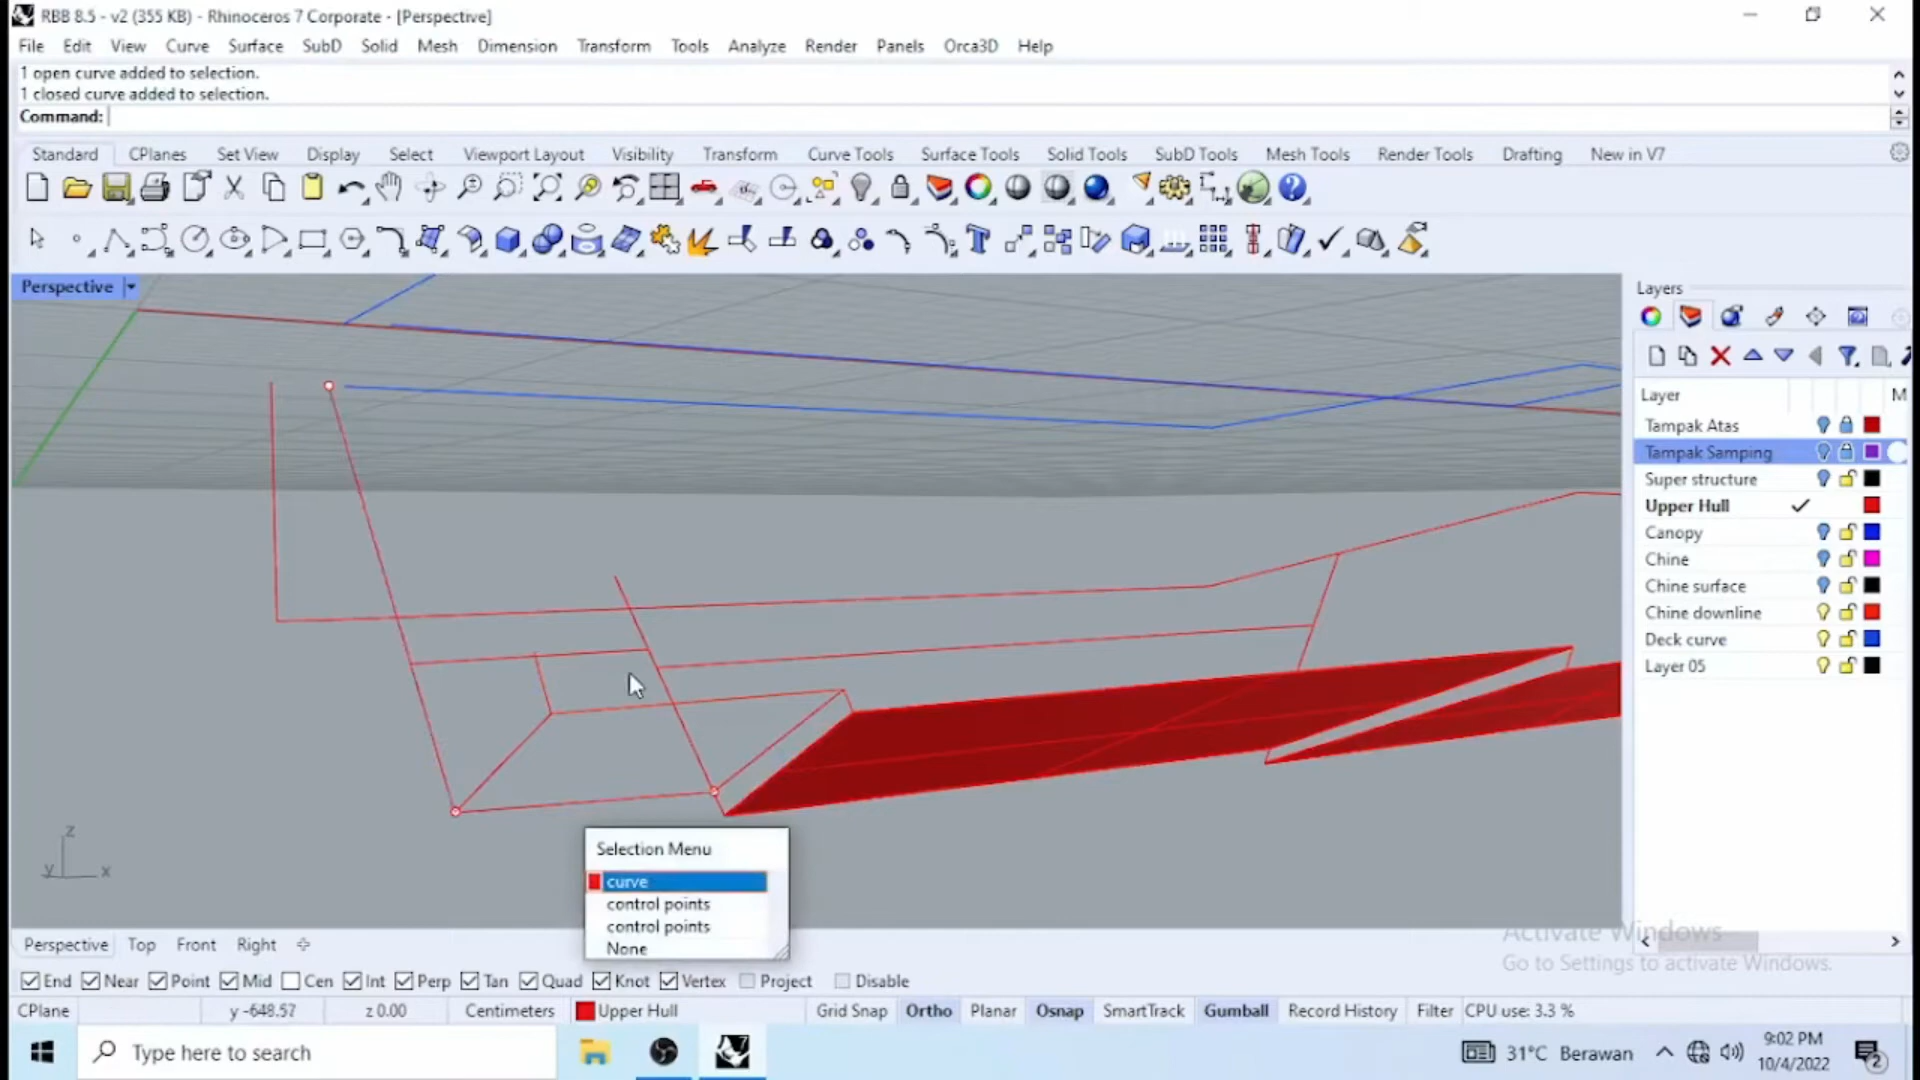 RBB 8.5 - v2 (355 KB) - Rhinoceros 7 Corporate - [Perspective]
File Edit View Curve Surface SubD Solid Mesh Dimension Transform Tools Analyze Render Panels Orca3D Help
1 open curve added to selection.
1 closed curve added to selection.
Command:
Standard CPlanes Set View Display Select Viewport Layout Visibility Transform Curve Tools Surface Tools Solid Tools SubD Tools Mesh Tools Render Tools Drafting New in V7
Perspective
Layers
Layer M
Tampak Atas
Tampak Samping
Super structure
Upper Hull
Canopy
Chine
Chine surface
Chine downline
Deck curve
Layer 05
z
y x
Selection Menu
curve
control points
control points
None
Activate Windows
Go to Settings to activate Windows.
Perspective Top Front Right
End Near Point Mid Cen Int Perp Tan Quad Knot Vertex Project Disable
CPlane y -648.57 z 0.00 Centimeters Upper Hull Grid Snap Ortho Planar Osnap SmartTrack Gumball Record History Filter CPU use: 3.3 %
Type here to search
7
31°C Berawan
9:02 PM
10/4/2022
2